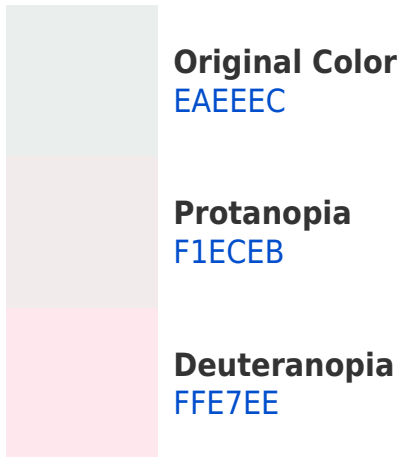 Original Color
EAEEEC
Protanopia
F1ECEB
Deuteranopia
FFE7EE